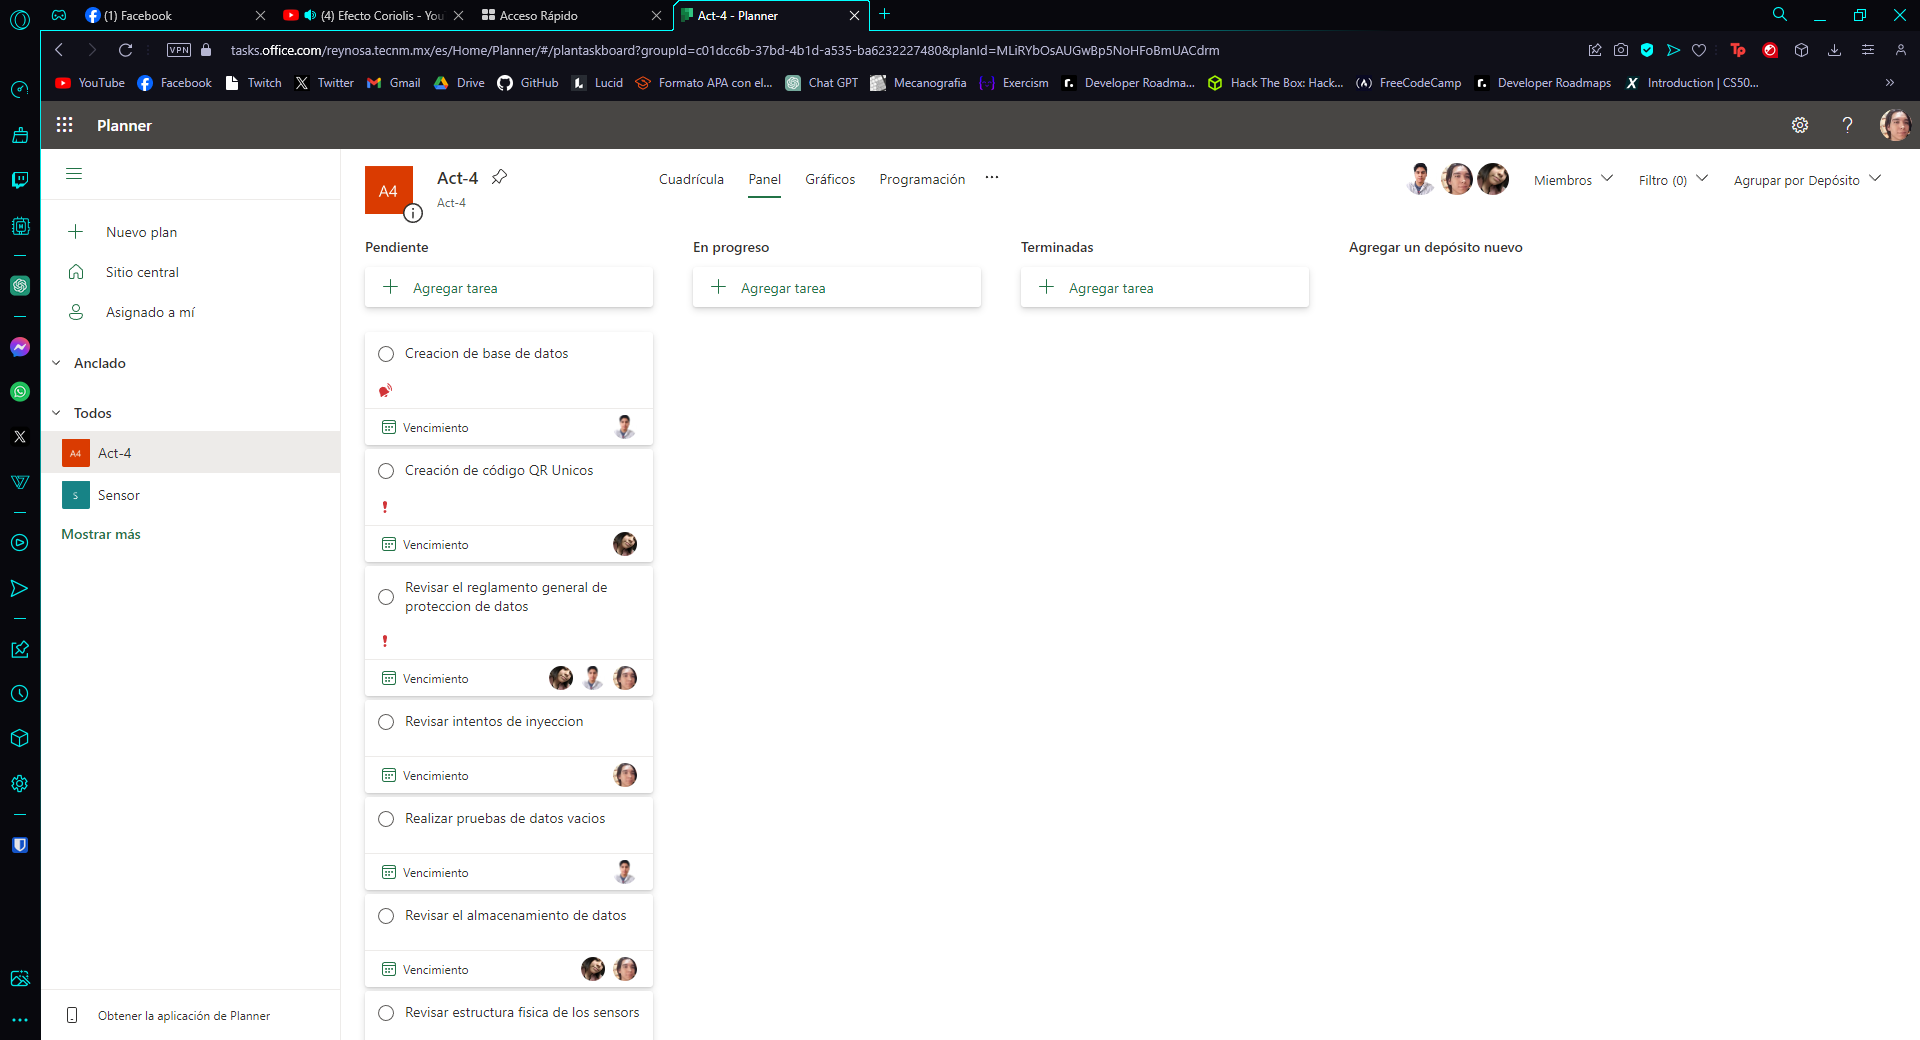 (1) Facebook
(4) Efecto Coriolis - You
Acceso Rápido
Act-4 - Planner
VPN
tasks.office.com/reynosa.tecnm.mx/es/Home/Planner/#/plantaskboard?groupId=c01dcc6b-37bd-4b1d-a535-ba6232227480&planId=MLiRYbOsAUGwBp5NoHFoBmUACdrm
YouTube
Facebook
Twitch
Twitter
Gmail
Drive
GitHub
Lucid
Formato APA con el...
Chat GPT
Mecanografia
Exercism
Developer Roadma...
Hack The Box: Hack...
FreeCodeCamp
Developer Roadmaps
Introduction | CS50...
Planner
Nuevo plan
Sitio central
Asignado a mí
Anclado
Todos
A4 Act-4
S Sensor
Mostrar más
Obtener la aplicación de Planner
A4
Act-4
Act-4
Cuadrícula
Panel
Gráficos
Programación
Miembros
Filtro (0)
Agrupar por Depósito
Pendiente
Agregar tarea
Creacion de base de datos
Vencimiento
Creación de código QR Unicos
Vencimiento
Revisar el reglamento general de
proteccion de datos
Vencimiento
Revisar intentos de inyeccion
Vencimiento
Realizar pruebas de datos vacios
Vencimiento
Revisar el almacenamiento de datos
Vencimiento
Revisar estructura fisica de los sensors
En progreso
Agregar tarea
Terminadas
Agregar tarea
Agregar un depósito nuevo